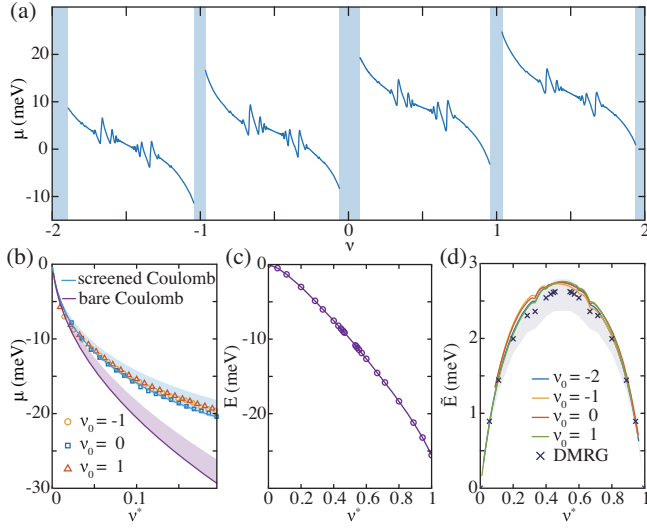 (a)
20
10
0
-10
μ (meV)
-2
-1
0
1
2
ν
(b)
0
-10
-20
-30
μ (meV)
screened Coulomb
bare Coulomb
ν₀ = -1
ν₀ = 0
ν₀ = 1
0
0.1
ν*
(c)
0
-10
-20
E (meV)
0 0.2 0.4 0.6 0.8 1
ν*
(d)
3
2
1
0
Ẽ (meV)
ν₀ = -2
ν₀ = -1
ν₀ = 0
ν₀ = 1
DMRG
0 0.2 0.4 0.6 0.8 1
ν*